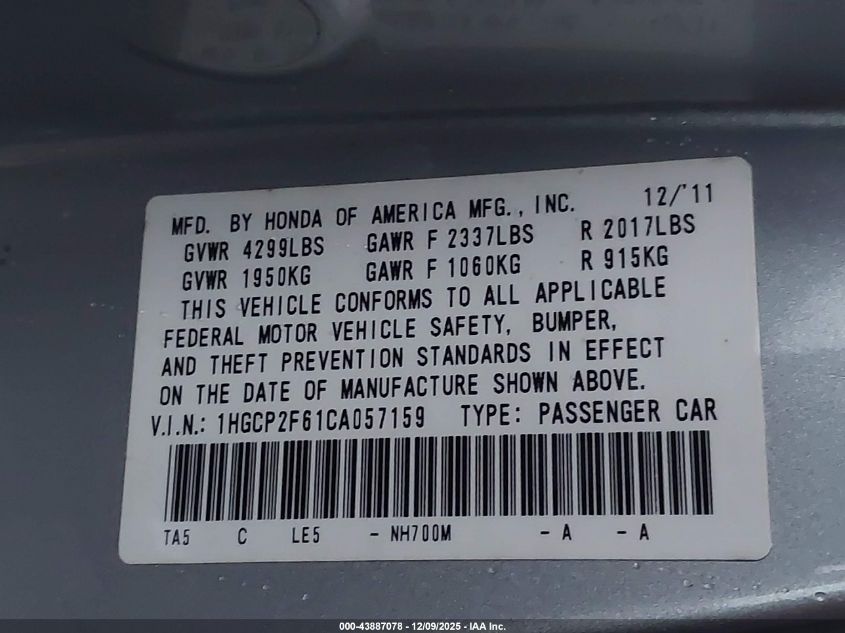 MFD. BY HONDA OF AMERICA MFG., INC. 12/'11
GVWR 4299LBS GAWR F 2337LBS R 2017LBS
GVWR 1950KG GAWR F 1060KG R 915KG
THIS VEHICLE CONFORMS TO ALL APPLICABLE
FEDERAL MOTOR VEHICLE SAFETY, BUMPER,
AND THEFT PREVENTION STANDARDS IN EFFECT
ON THE DATE OF MANUFACTURE SHOWN ABOVE.
V.I.N.: 1HGCP2F61CA057159 TYPE: PASSENGER CAR
TA5 C LE5 - NH700M - A - A
000-43887078 - 12/09/2025 - IAA Inc.